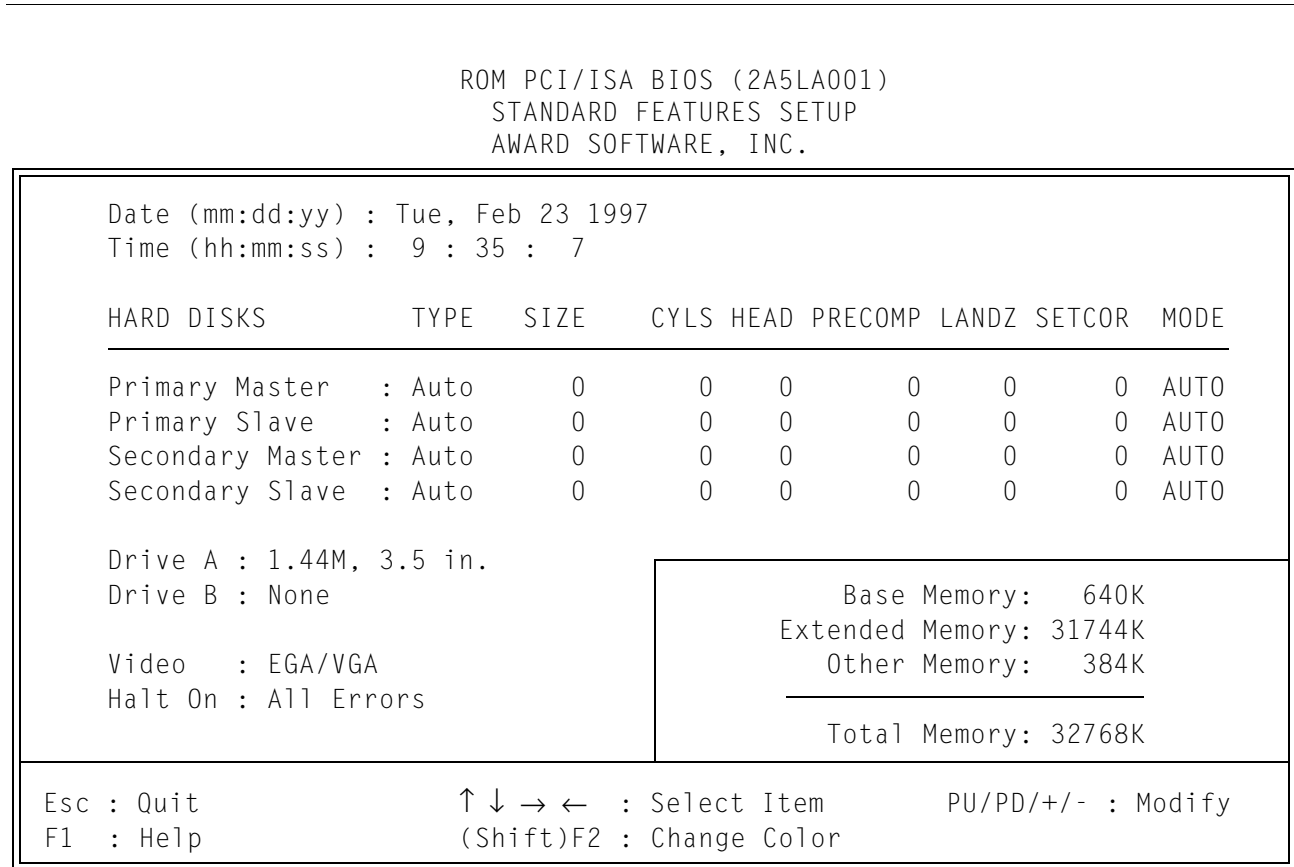 ROM PCI/ISA BIOS (2A5LA001)
STANDARD FEATURES SETUP
AWARD SOFTWARE, INC.
Date (mm:dd:yy) : Tue, Feb 23 1997
Time (hh:mm:ss) : 9 : 35 : 7
HARD DISKS TYPE SIZE CYLS HEAD PRECOMP LANDZ SETCOR MODE
Primary Master : Auto 0 0 0 0 0 0 AUTO
Primary Slave : Auto 0 0 0 0 0 0 AUTO
Secondary Master : Auto 0 0 0 0 0 0 AUTO
Secondary Slave : Auto 0 0 0 0 0 0 AUTO
Drive A : 1.44M, 3.5 in.
Drive B : None
Video : EGA/VGA
Halt On : All Errors
Base Memory: 640K
Extended Memory: 31744K
Other Memory: 384K
Total Memory: 32768K
Esc : Quit ↑ ↓ → ← : Select Item PU/PD/+/- : Modify
F1 : Help (Shift)F2 : Change Color